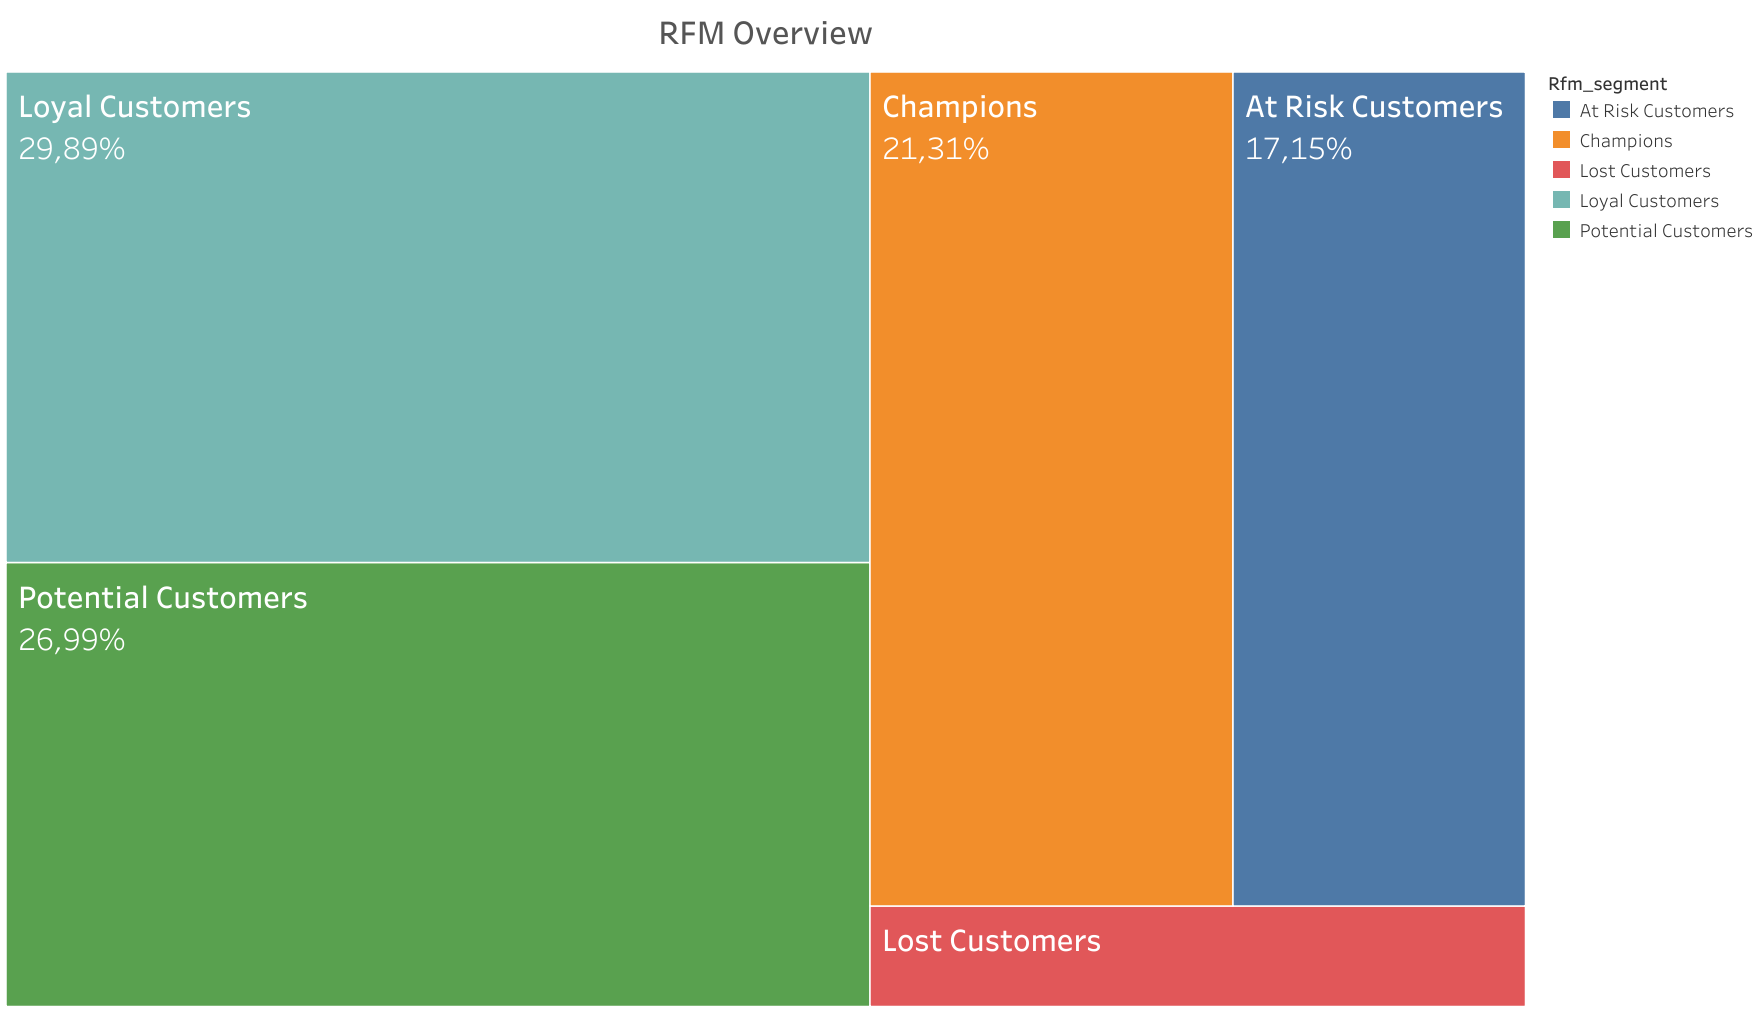 RFM Overview
Loyal Customers
29,89%
Potential Customers
26,99%
Champions
21,31%
At Risk Customers
17,15%
Lost Customers
Rfm_segment
At Risk Customers
Champions
Lost Customers
Loyal Customers
Potential Customers